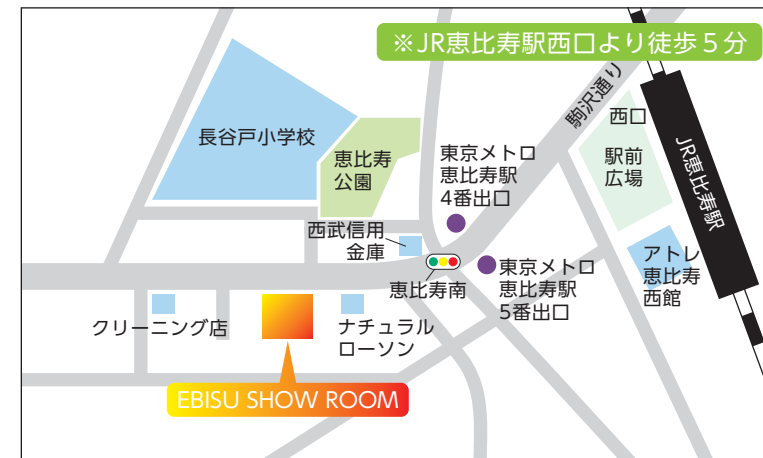 ※JR恵比寿駅西口より徒歩５分
駒沢通り
西口
駅前
広場
JR恵比寿駅
長谷戸小学校
恵比寿
公園
東京メトロ
恵比寿駅
4番出口
西武信用
金庫
恵比寿南
東京メトロ
恵比寿駅
5番出口
アトレ
恵比寿
西館
クリーニング店
ナチュラル
ローソン
EBISU SHOW ROOM